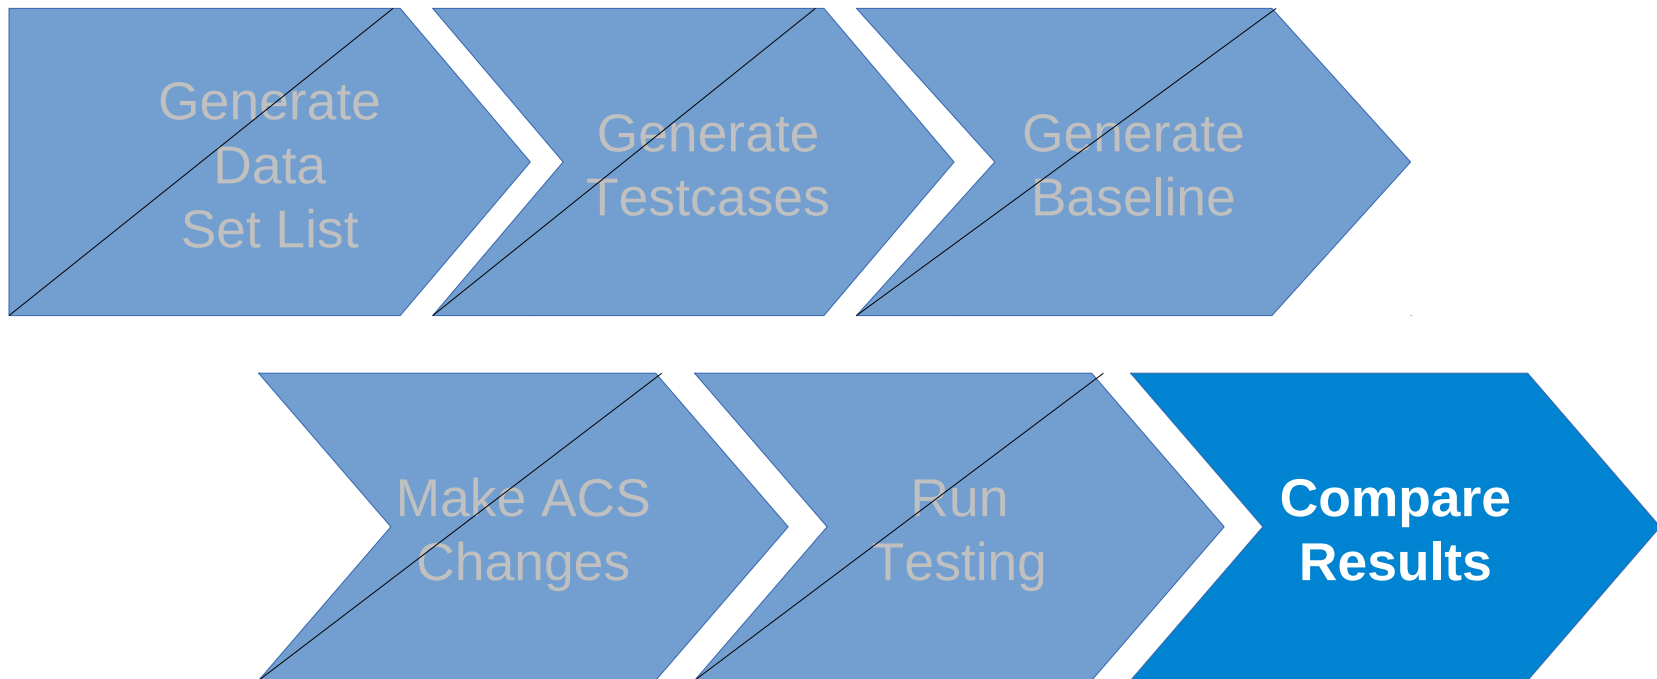 Generate
Data
Set List
Generate
Testcases
Generate
Baseline
Make ACS
Changes
Run
Testing
Compare
Results